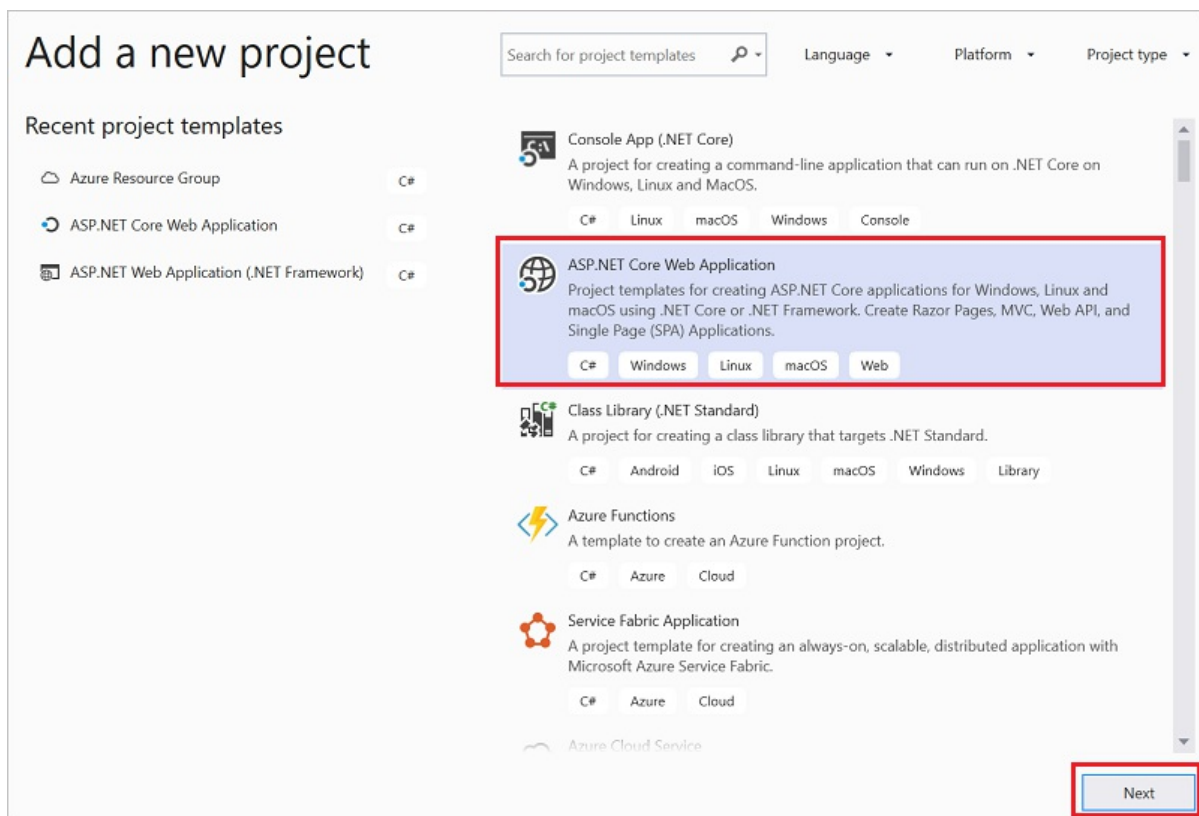 Add a new project
Search for project templates
Language
Platform
Project type
Recent project templates
Azure Resource Group
C#
ASP.NET Core Web Application
C#
ASP.NET Web Application (.NET Framework)
C#
Console App (.NET Core)
A project for creating a command-line application that can run on .NET Core on
Windows, Linux and MacOS.
C# Linux macOS Windows Console
ASP.NET Core Web Application
Project templates for creating ASP.NET Core applications for Windows, Linux and
macOS using .NET Core or .NET Framework. Create Razor Pages, MVC, Web API, and
Single Page (SPA) Applications.
C# Windows Linux macOS Web
Class Library (.NET Standard)
A project for creating a class library that targets .NET Standard.
C# Android iOS Linux macOS Windows Library
Azure Functions
A template to create an Azure Function project.
C# Azure Cloud
Service Fabric Application
A project template for creating an always-on, scalable, distributed application with
Microsoft Azure Service Fabric.
C# Azure Cloud
Azure Cloud Service
Next